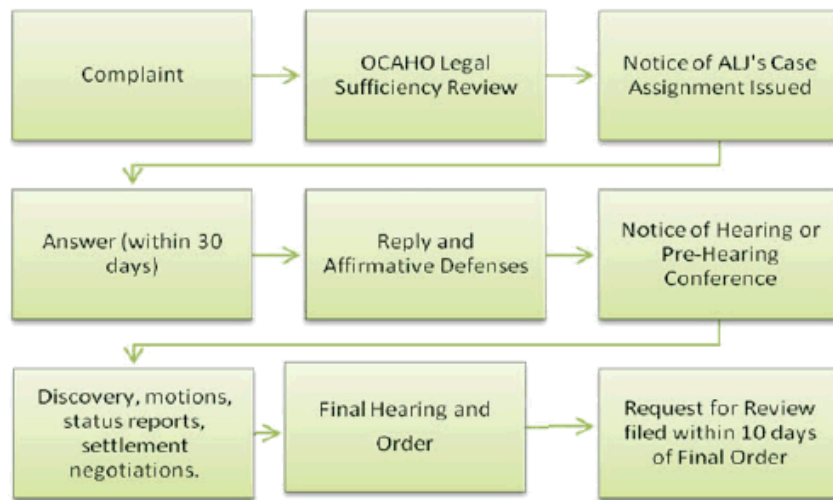 Complaint
OCAHO Legal
Sufficiency Review
Notice of ALJ's Case
Assignment Issued
Answer (within 30
days)
Reply and
Affirmative Defenses
Notice of Hearing or
Pre-Hearing
Conference
Discovery, motions,
status reports,
settlement
negotiations.
Final Hearing and
Order
Request for Review
filed within 10 days
of Final Order